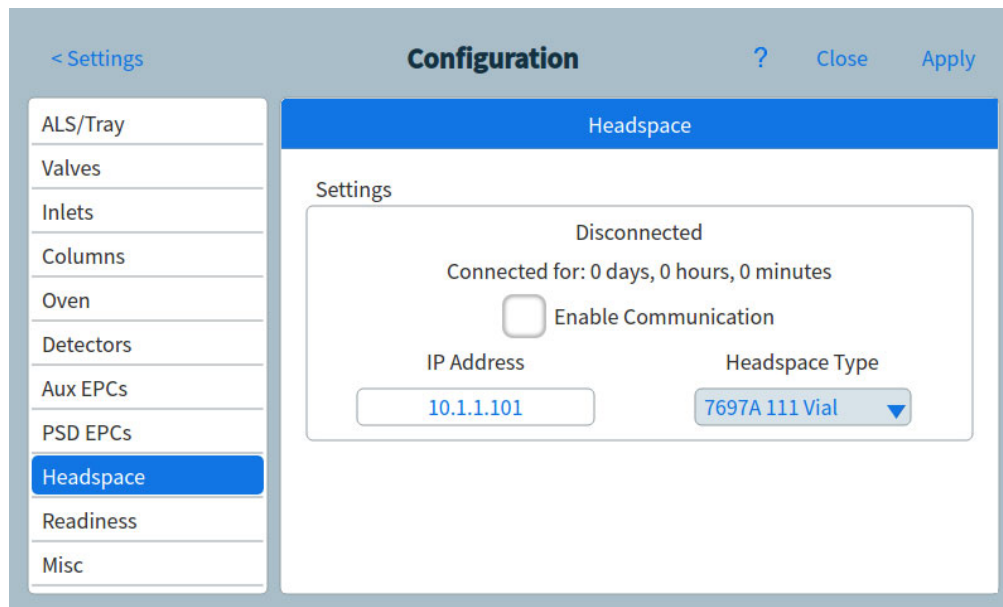 < Settings
Configuration
?
Close
Apply
ALS/Tray
Valves
Inlets
Columns
Oven
Detectors
Aux EPCs
PSD EPCs
Headspace
Readiness
Misc
Headspace
Settings
Disconnected
Connected for: 0 days, 0 hours, 0 minutes
Enable Communication
IP Address
Headspace Type
10.1.1.101
7697A 111 Vial